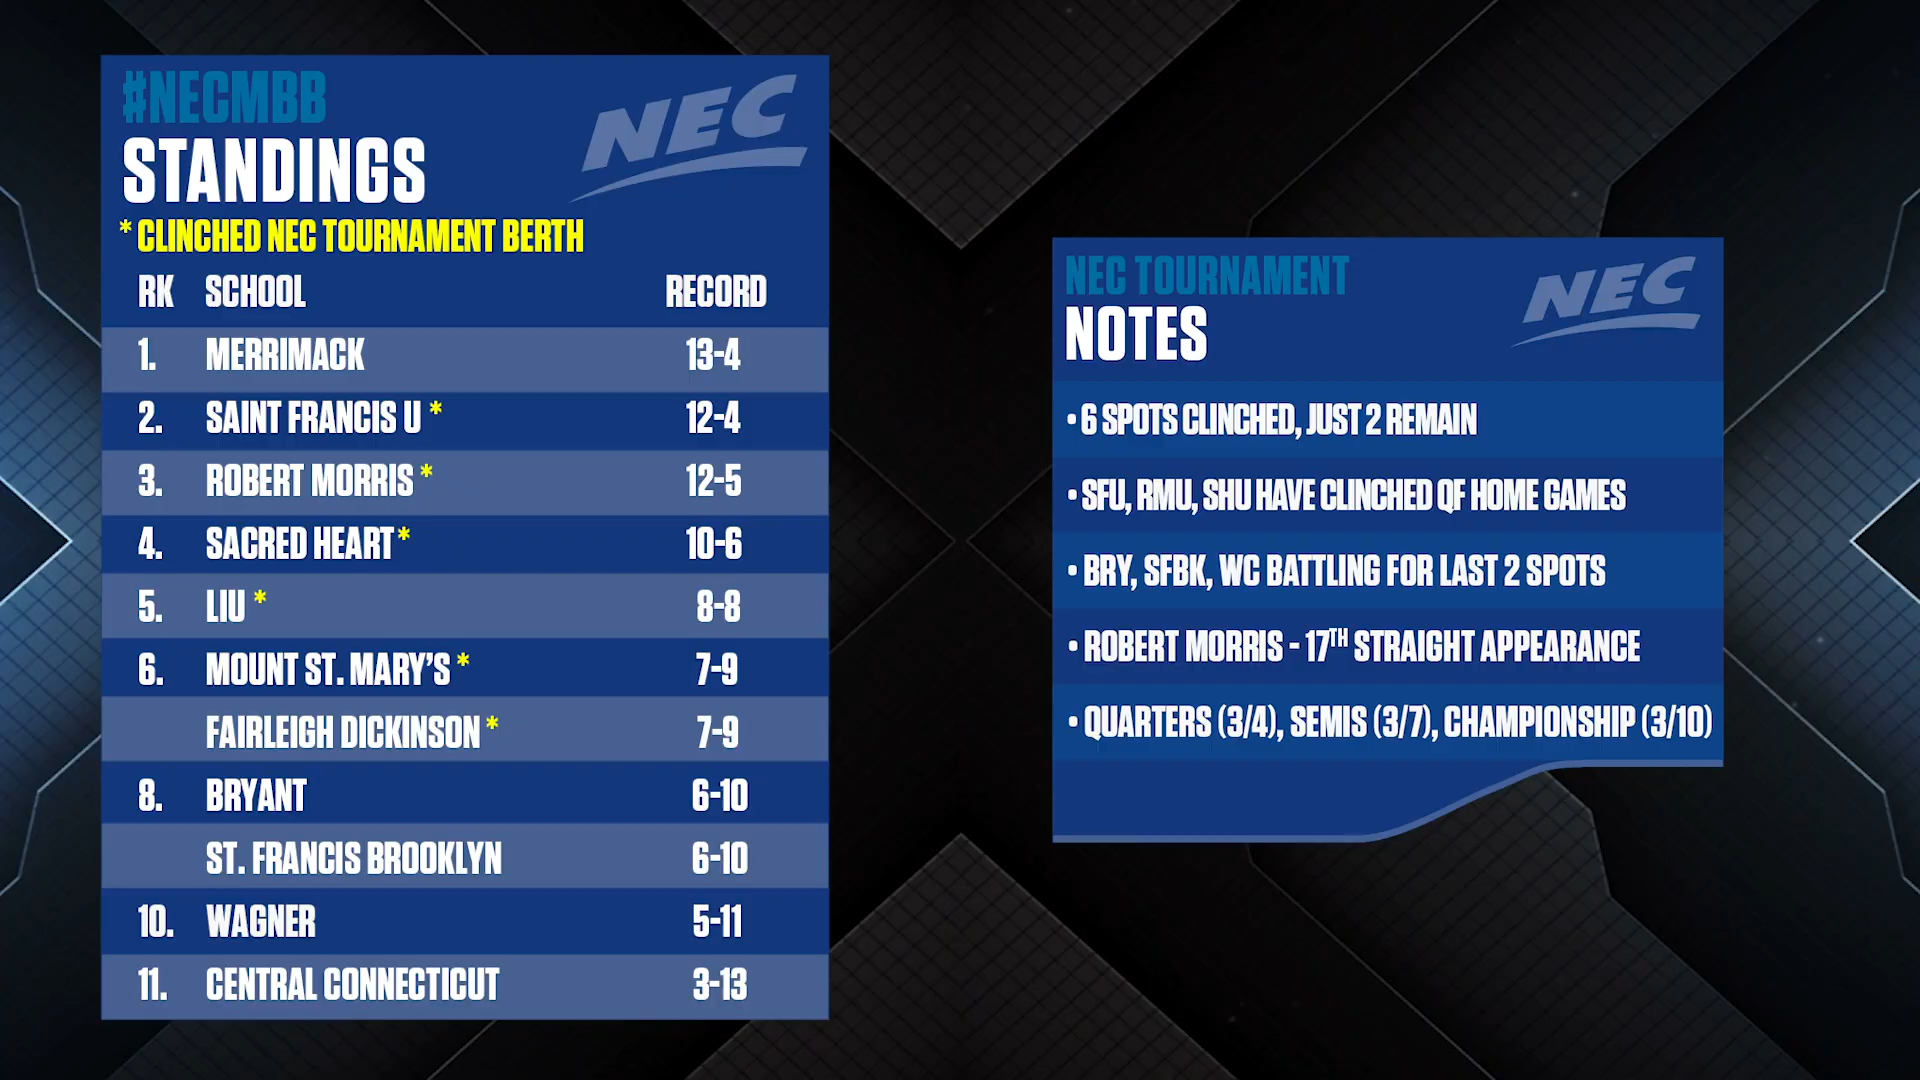 #NECMBB
NEC
STANDINGS
* CLINCHED NEC TOURNAMENT BERTH
RK SCHOOL RECORD
1. MERRIMACK 13-4
2. SAINT FRANCIS U * 12-4
3. ROBERT MORRIS * 12-5
4. SACRED HEART * 10-6
5. LIU * 8-8
6. MOUNT ST. MARY'S * 7-9
FAIRLEIGH DICKINSON * 7-9
8. BRYANT 6-10
ST. FRANCIS BROOKLYN 6-10
10. WAGNER 5-11
11. CENTRAL CONNECTICUT 3-13
NEC TOURNAMENT
NEC
NOTES
• 6 SPOTS CLINCHED, JUST 2 REMAIN
• SFU, RMU, SHU HAVE CLINCHED QF HOME GAMES
• BRY, SFBK, WC BATTLING FOR LAST 2 SPOTS
• ROBERT MORRIS - 17TH STRAIGHT APPEARANCE
• QUARTERS (3/4), SEMIS (3/7), CHAMPIONSHIP (3/10)